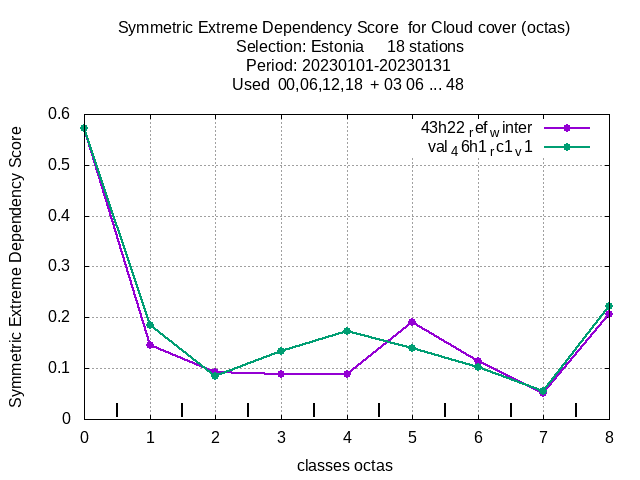 Symmetric Extreme Dependency Score  for Cloud cover (octas)
Selection: Estonia     18 stations
Period: 20230101-20230131
Used  00,06,12,18  + 03 06 ... 48
Symmetric Extreme Dependency Score
0.6
0.5
0.4
0.3
0.2
0.1
0
43h22 r ef w inter
val 4 6h1 r c1 v 1
0 1 2 3 4 5 6 7 8
classes octas